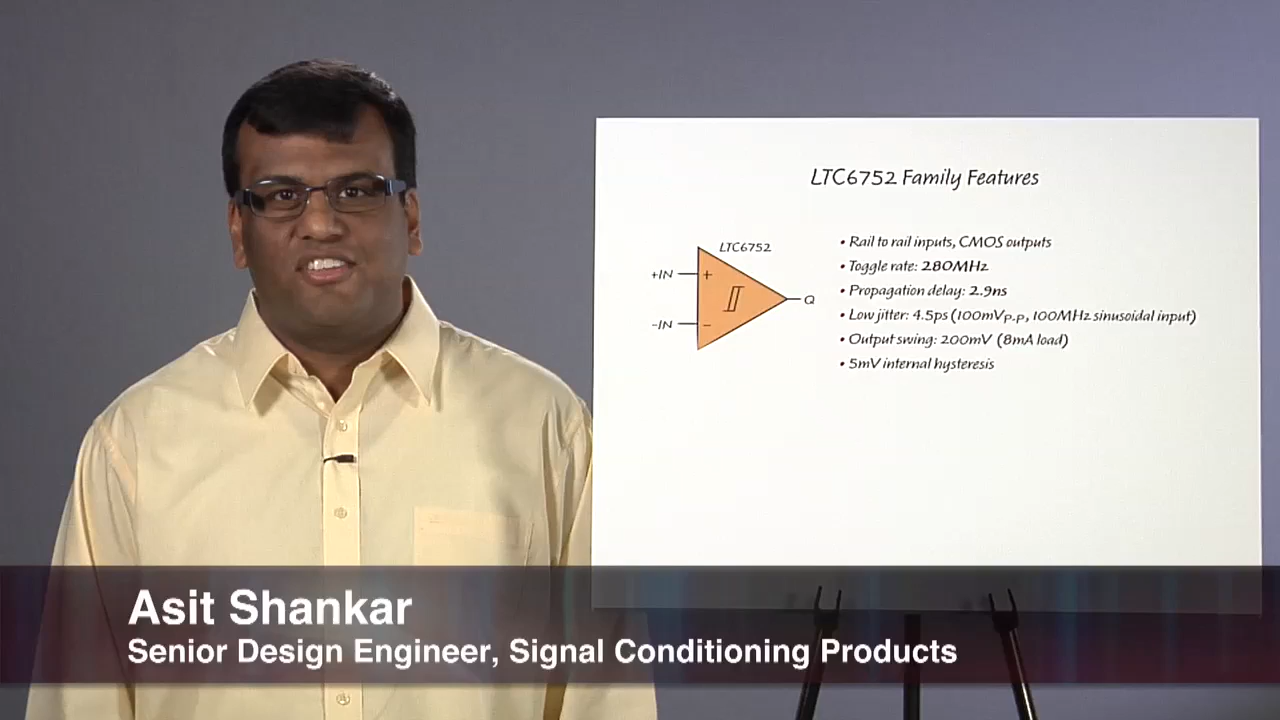 LTC6752 Family Features
LTC6752
+IN
+
-IN
-
Q
• Rail to rail inputs, CMOS outputs
• Toggle rate: 280MHz
• Propagation delay: 2.9ns
• Low jitter: 4.5ps (100mVP-P, 100MHz sinusoidal input)
• Output swing: 200mV (8mA load)
• 5mV internal hysteresis
Asit Shankar
Senior Design Engineer, Signal Conditioning Products